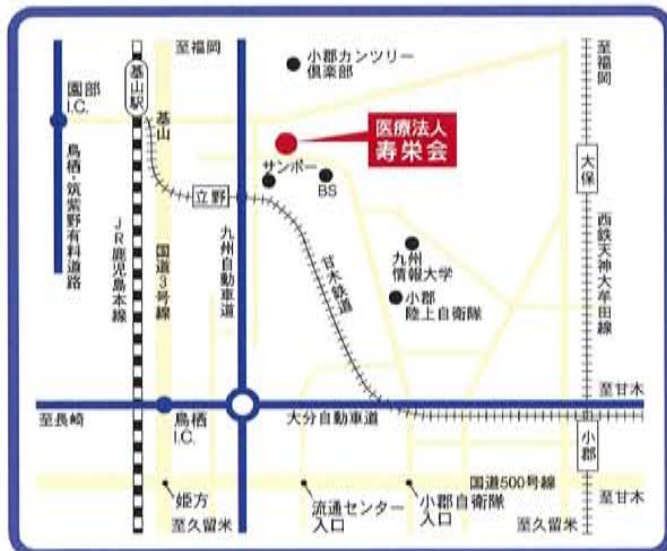 至福岡
小郡カンツリー
倶楽部
至福岡
基山駅
園部
I.C.
基山
医療法人
寿栄会
サンポー
BS
大保
立野
鳥栖・筑紫野有料道路
JR鹿児島本線
国道3号線
九州自動車道
甘木鉄道
九州
情報大学
小郡
陸上自衛隊
西鉄天神大牟田線
至甘木
至長崎
鳥栖
I.C.
大分自動車道
小郡
国道500号線
姫方
流通センター
入口
小郡自衛隊
入口
至甘木
至久留米
至久留米